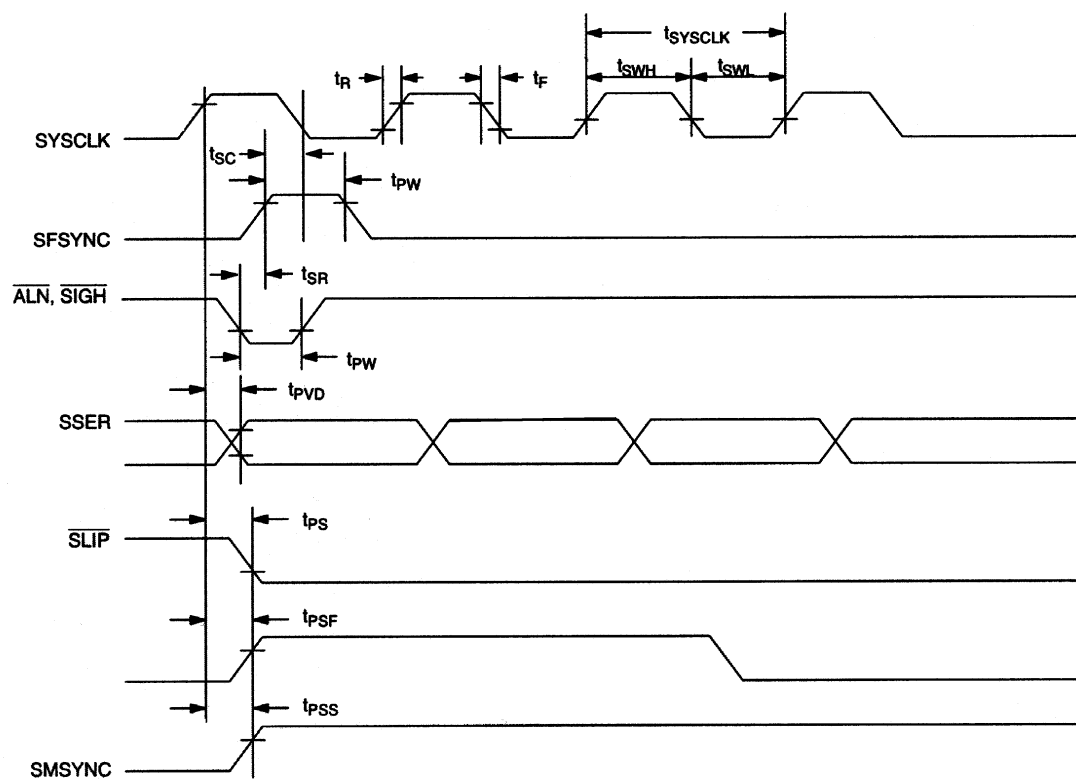 tSYSCLK
tR
tF
tSWH
tSWL
SYSCLK
tSC
tPW
SFSYNC
tSR
ALN, SIGH
tPW
tPVD
SSER
tPS
SLIP
tPSF
tPSS
SMSYNC